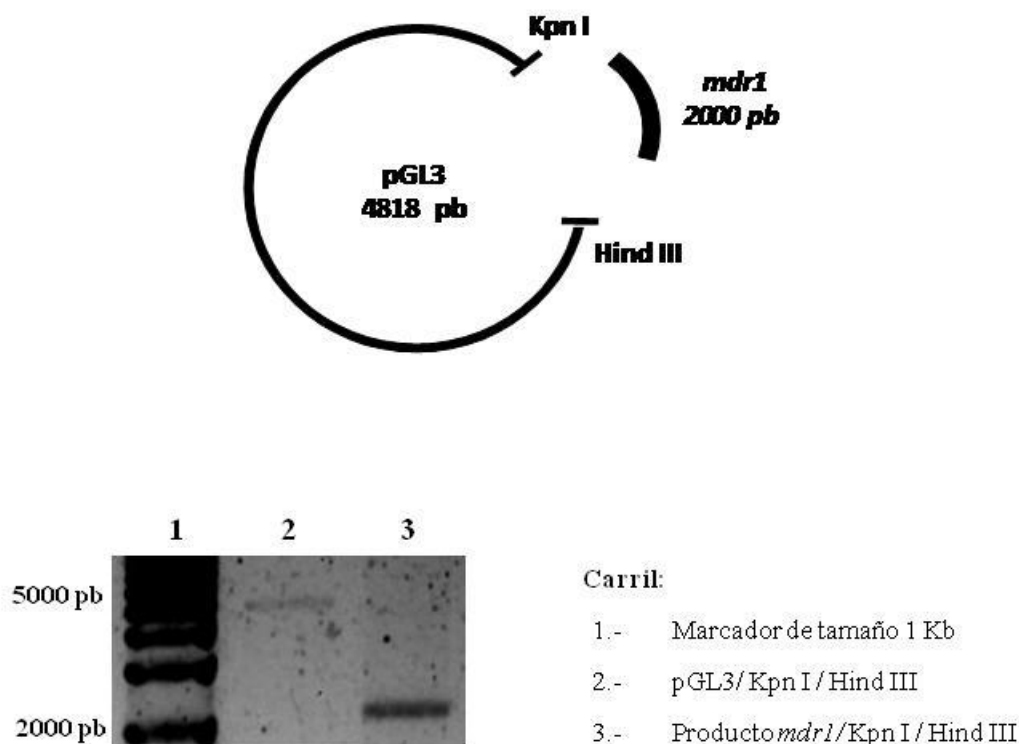 Kpn I
mdr1
2000 pb
pGL3
4818 pb
Hind III
1 2 3
5000 pb
2000 pb
Carril:
1.- Marcador de tamaño 1 Kb
2.- pGL3/ Kpn I / Hind III
3.- Producto mdr1/Kpn I / Hind III